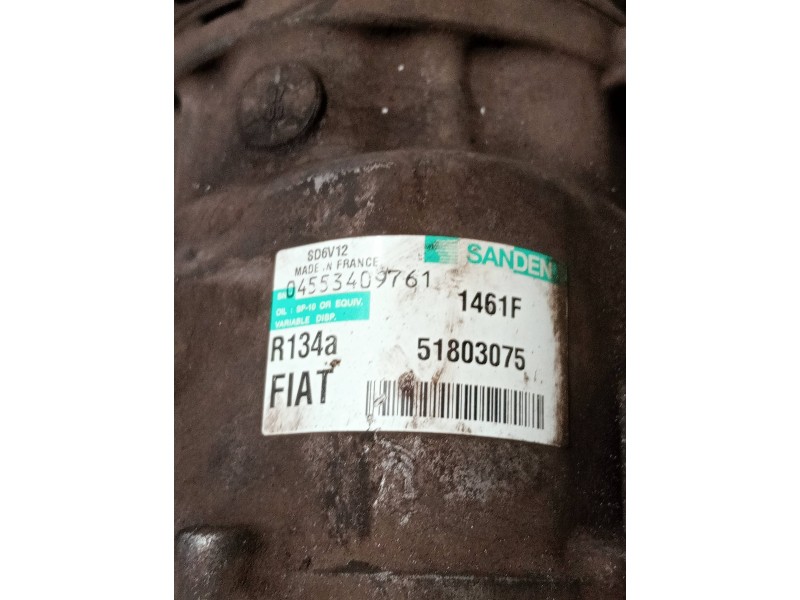 SD6V12
MADE IN FRANCE
SANDEN
04553409761
OIL : SP-10 OR EQUIV.
VARIABLE DISP.
1461F
R134a
51803075
FIAT